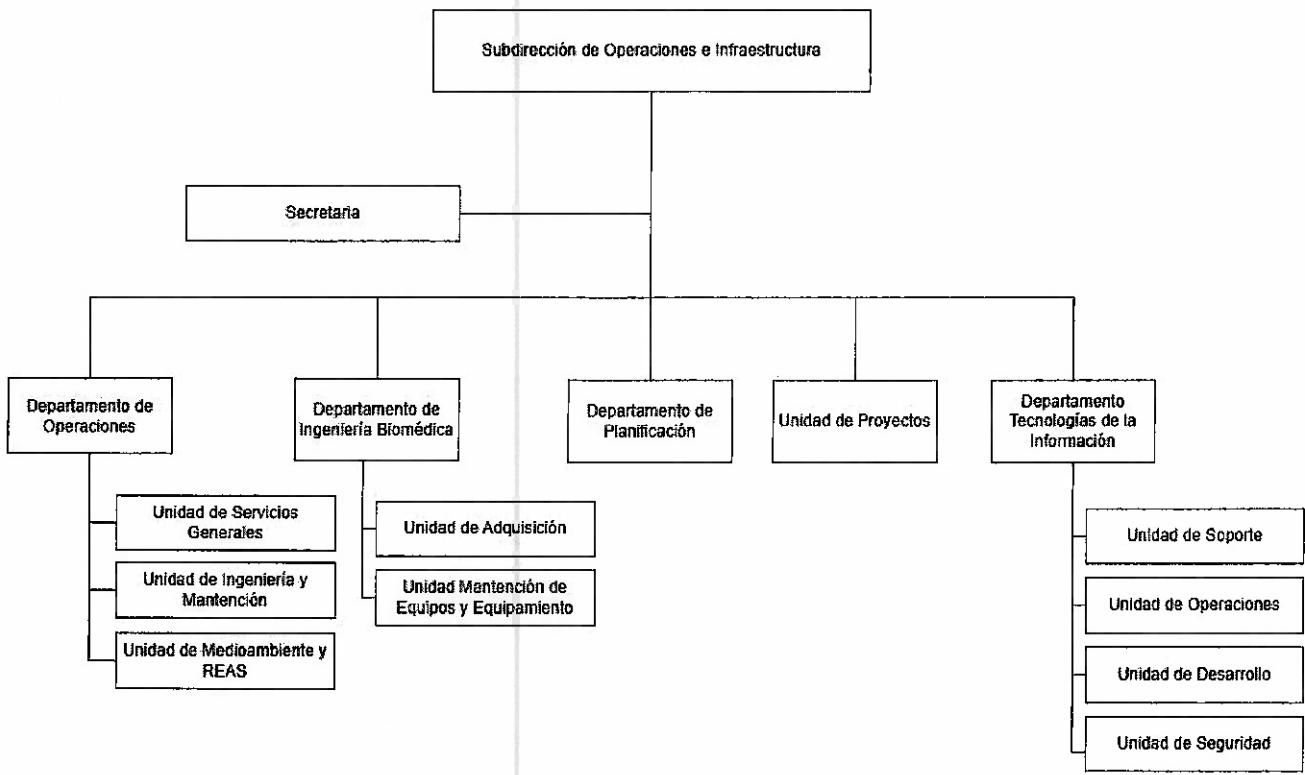 Subdirección de Operaciones e Infraestructura
Secretaria
Departamento de
Operaciones
Departamento de
Ingeniería Biomédica
Departamento de
Planificación
Unidad de Proyectos
Departamento
Tecnologías de la
Información
Unidad de Servicios
Generales
Unidad de Ingeniería y
Mantención
Unidad de Medioambiente y
REAS
Unidad de Adquisición
Unidad Mantención de
Equipos y Equipamiento
Unidad de Soporte
Unidad de Operaciones
Unidad de Desarrollo
Unidad de Seguridad